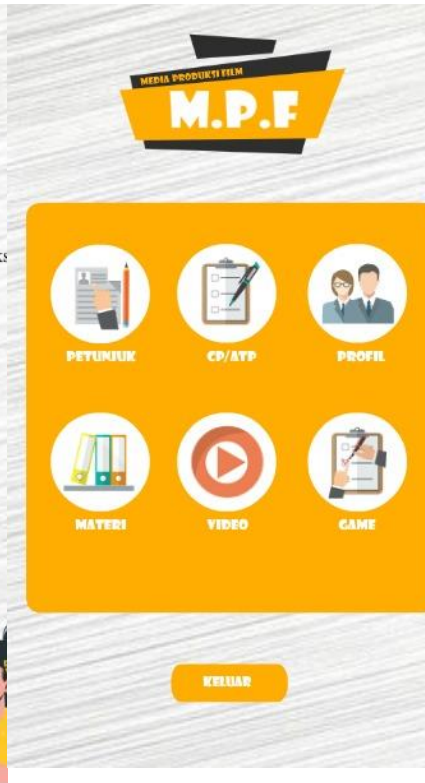 MEDIA PRODUKSI FILM
M.P.F
PETUNJUK
CP/ATP
PROFIL
MATERI
VIDEO
GAME
KELUAR